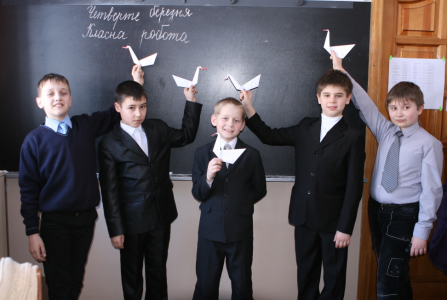 Четверте березня
Класна робота